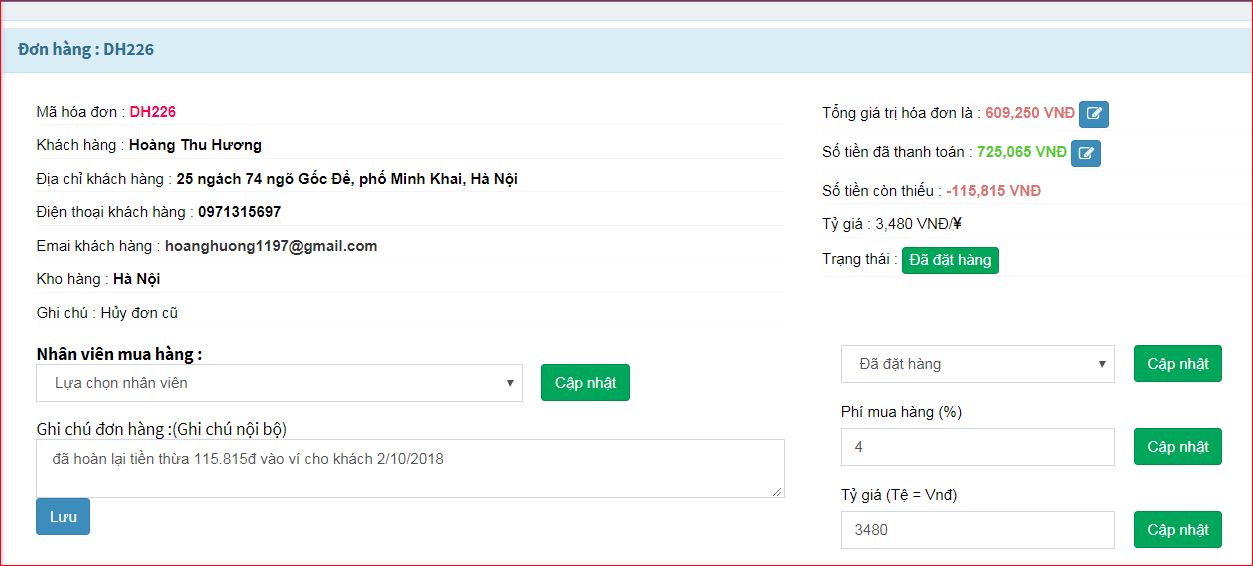 Đơn hàng : DH226
Mã hóa đơn : DH226
Khách hàng : Hoàng Thu Hương
Địa chỉ khách hàng : 25 ngách 74 ngõ Gốc Đề, phố Minh Khai, Hà Nội
Điện thoại khách hàng : 0971315697
Emai khách hàng : hoanghuong1197@gmail.com
Kho hàng : Hà Nội
Ghi chú : Hủy đơn cũ
Nhân viên mua hàng :
Lựa chọn nhân viên
Cập nhật
Ghi chú đơn hàng :(Ghi chú nội bộ)
đã hoàn lại tiền thừa 115.815đ vào ví cho khách 2/10/2018
Lưu
Tổng giá trị hóa đơn là : 609,250 VNĐ
Số tiền đã thanh toán : 725,065 VNĐ
Số tiền còn thiếu : -115,815 VNĐ
Tỷ giá : 3,480 VNĐ/¥
Trạng thái : Đã đặt hàng
Đã đặt hàng
Cập nhật
Phí mua hàng (%)
4
Cập nhật
Tỷ giá (Tệ = Vnđ)
3480
Cập nhật